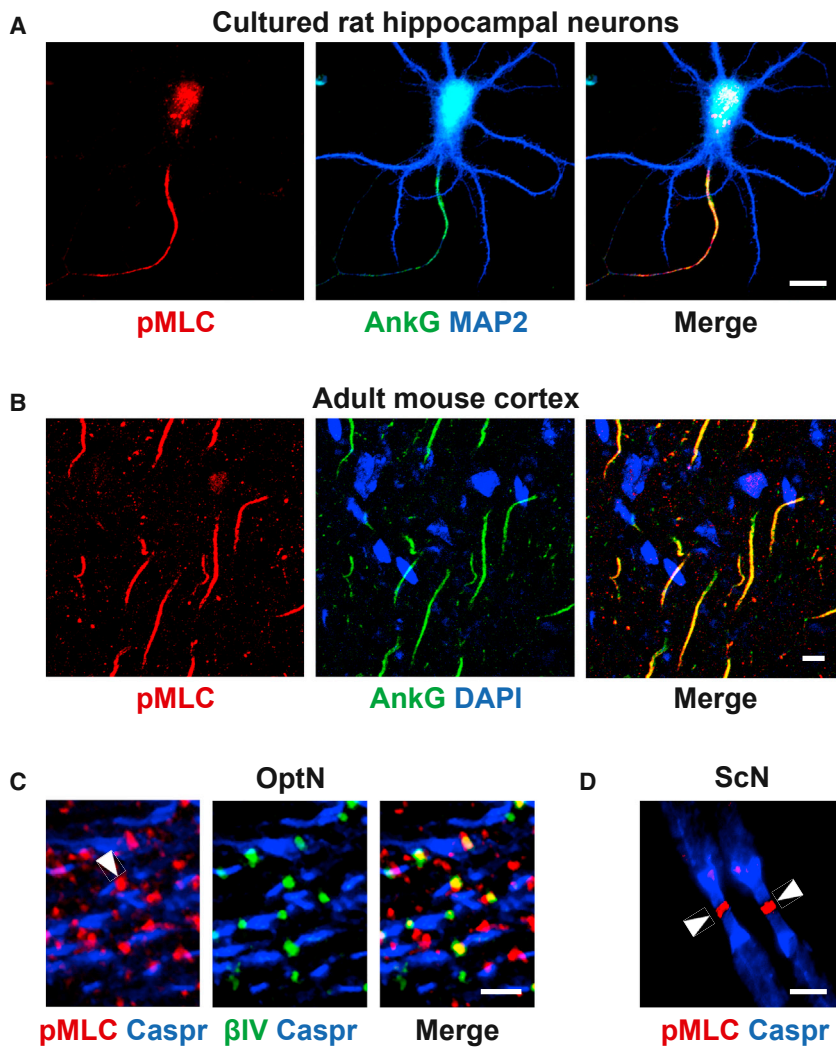 A Cultured rat hippocampal neurons
pMLC AnkG MAP2 Merge
B Adult mouse cortex
pMLC AnkG DAPI Merge
C OptN D ScN
pMLC Caspr βIV Caspr Merge pMLC Caspr